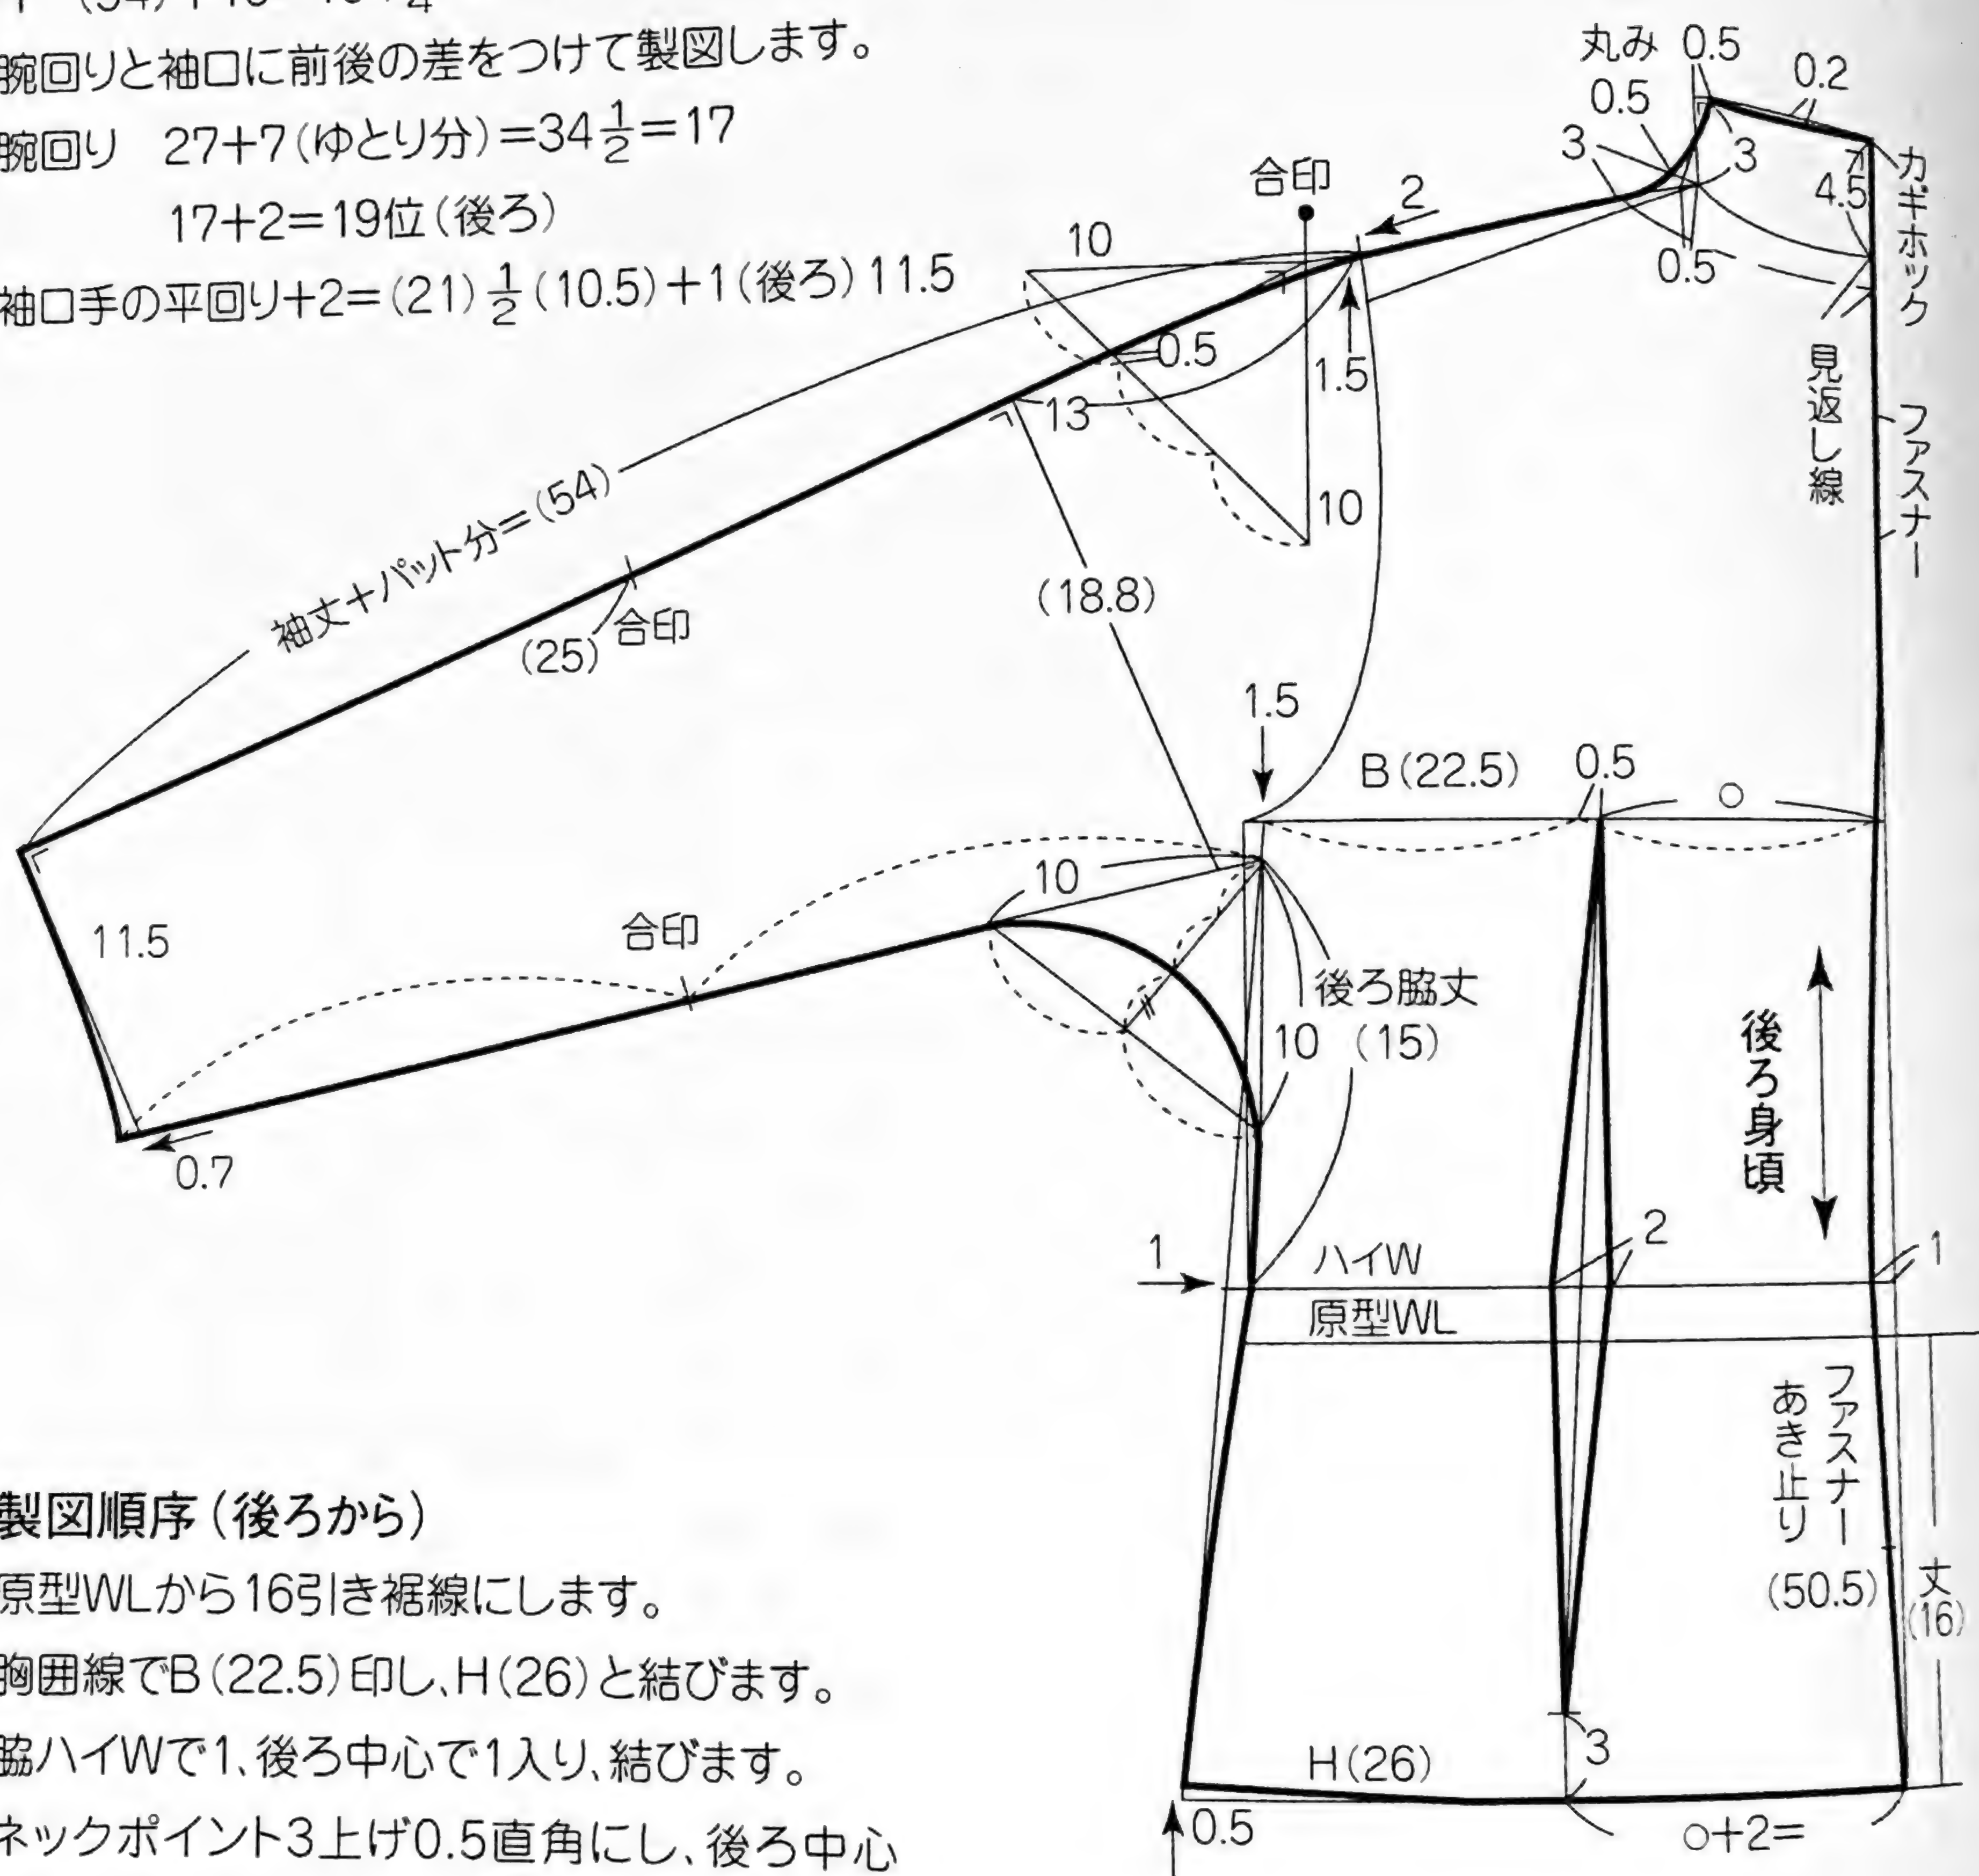 腕回りと袖口に前後の差をつけて製図します。
腕回り 27+7(ゆとり分)=34 1/2=17
17+2=19位(後ろ)
袖口手の平回り+2=(21) 1/2 (10.5)+1(後ろ) 11.5
丸み 0.5
0.5
0.2
3
3
4.5
0.5
カギホック
見返し線
ファスナー
合印
2
10
0.5
1.5
13
10
袖丈+パット分=(54)
(18.8)
(25) 合印
1.5
B(22.5)
0.5
○
11.5
合印
10
後ろ脇丈
10 (15)
0.7
後ろ身頃
2
1
1
ハイW
原型WL
ファスナー
あき止り
(50.5)
丈
(16)
3
H(26)
0.5
○+2=
製図順序(後ろから)
原型WLから16引き裾線にします。
胸囲線でB(22.5)印し、H(26)と結びます。
脇ハイWで1、後ろ中心で1入り、結びます。
ネックポイント3上げ0.5直角にし、後ろ中心